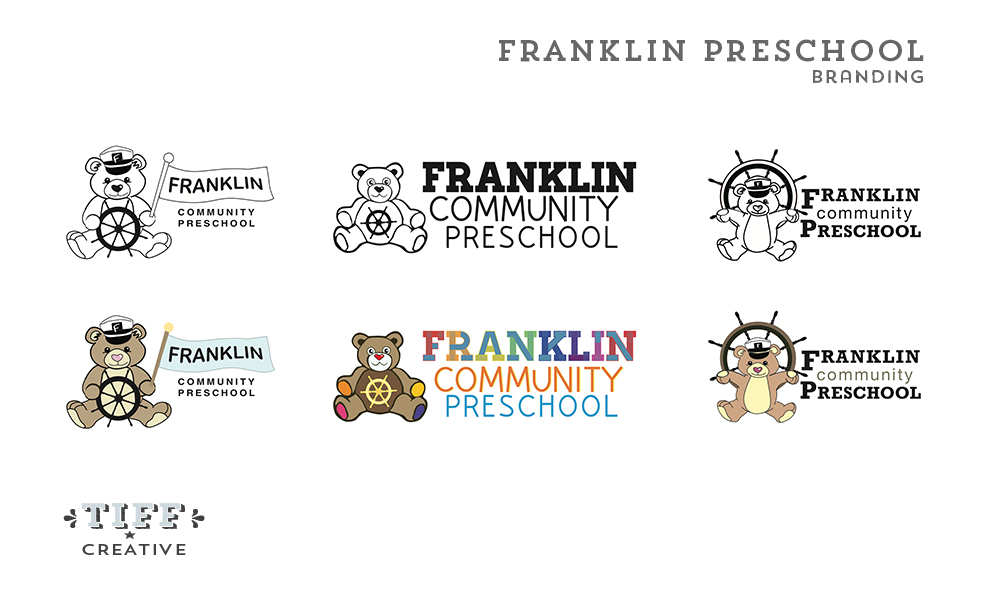 FRANKLIN PRESCHOOL
BRANDING
F
FRANKLIN
COMMUNITY
PRESCHOOL
FRANKLIN
COMMUNITY
PRESCHOOL
F
FRANKLIN
community
PRESCHOOL
F
FRANKLIN
COMMUNITY
PRESCHOOL
FRANKLIN
COMMUNITY
PRESCHOOL
F
FRANKLIN
community
PRESCHOOL
TIFF
CREATIVE